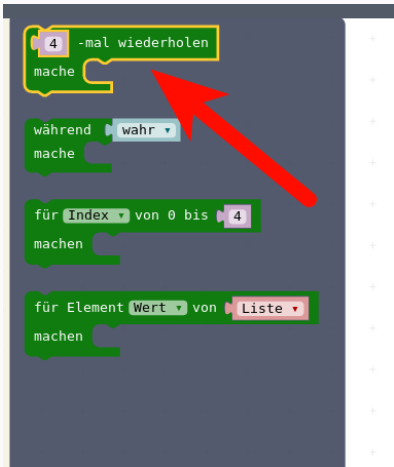 4 -mal wiederholen
mache
während wahr
mache
für Index von 0 bis 4
machen
für Element Wert von Liste
machen